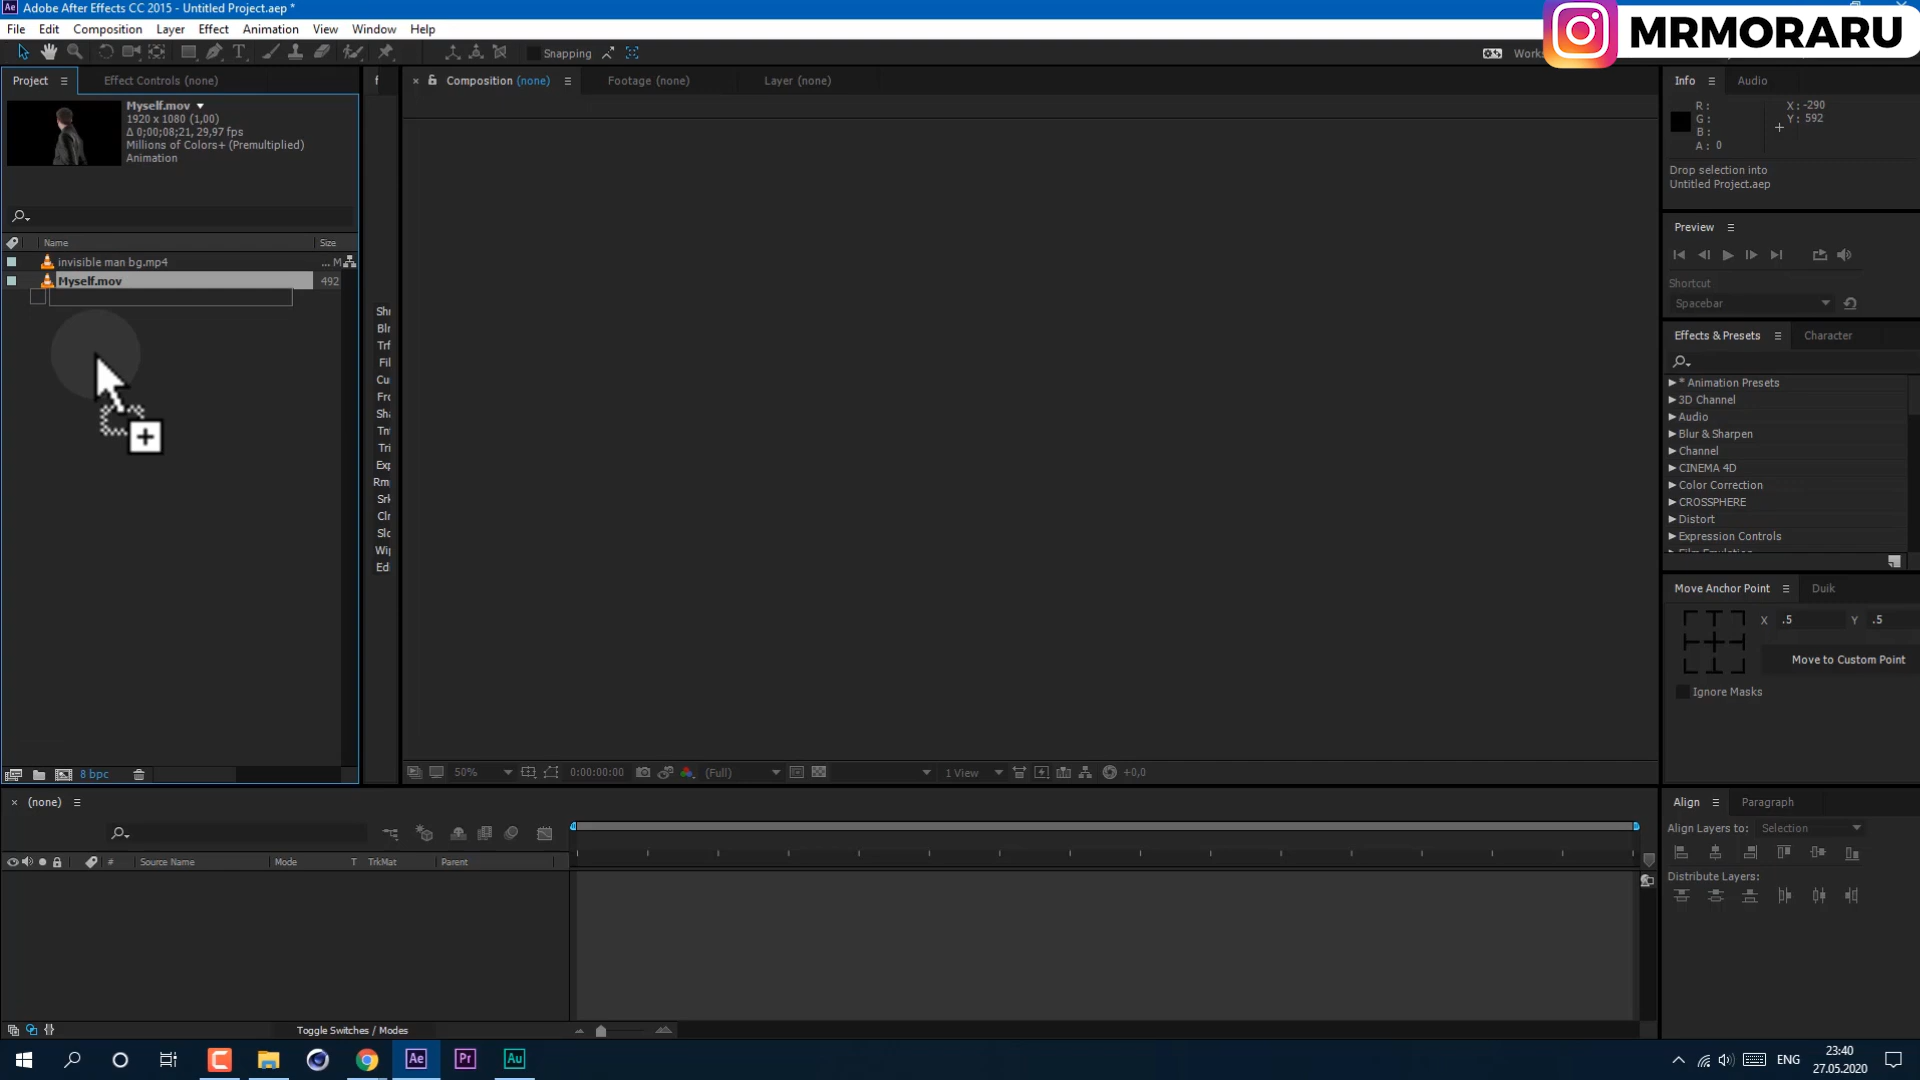 Adobe After Effects CC 2015 - Untitled Project.aep *
MRMORARU
File Edit Composition Layer Effect Animation View Window Help
Snapping
Project Effect Controls (none)
Composition (none) Footage (none) Layer (none)
Info Audio
Myself.mov
1920 x 1080 (1,00)
Δ 0;00;08;21, 29,97 fps
Millions of Colors+ (Premultiplied)
Animation
R :
G :
B :
A : 0
X : -290
Y : 592
Drop selection into
Untitled Project.aep
Preview
Shortcut
Spacebar
Name Size
invisible man bg.mp4 ... M
Myself.mov 492
Effects & Presets Character
* Animation Presets
3D Channel
Audio
Blur & Sharpen
Channel
CINEMA 4D
Color Correction
CROSSPHERE
Distort
Expression Controls
Move Anchor Point Duik
X .5 Y .5
Move to Custom Point
Ignore Masks
8 bpc
50% 0:00:00:00 (Full) 1 View +0,0
(none)
# Source Name Mode T TrkMat Parent
Toggle Switches / Modes
Align Paragraph
Align Layers to: Selection
Distribute Layers:
Ae Pr Au
ENG
23:40
27.05.2020